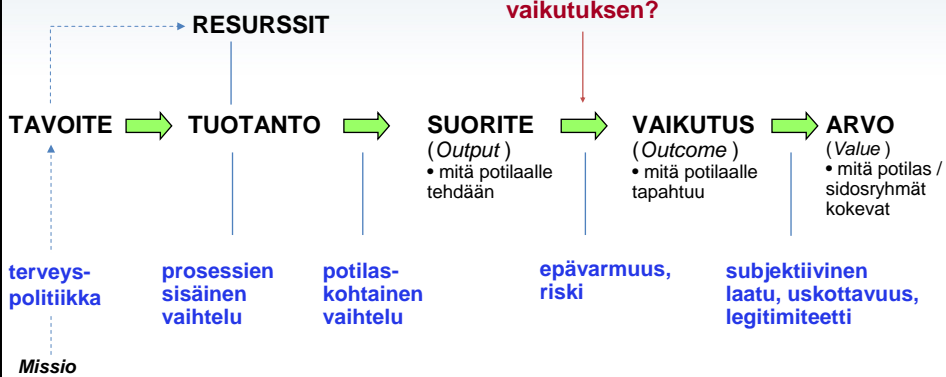 vaikutuksen?
RESURSSIT
TAVOITE
TUOTANTO
SUORITE
(Output)
• mitä potilaalle
tehdään
VAIKUTUS
(Outcome)
• mitä potilaalle
tapahtuu
ARVO
(Value)
• mitä potilas /
sidosryhmät
kokevat
terveys-
politiikka
prosessien
sisäinen
vaihtelu
potilas-
kohtainen
vaihtelu
epävarmuus,
riski
subjektiivinen
laatu, uskottavuus,
legitimiteetti
Missio